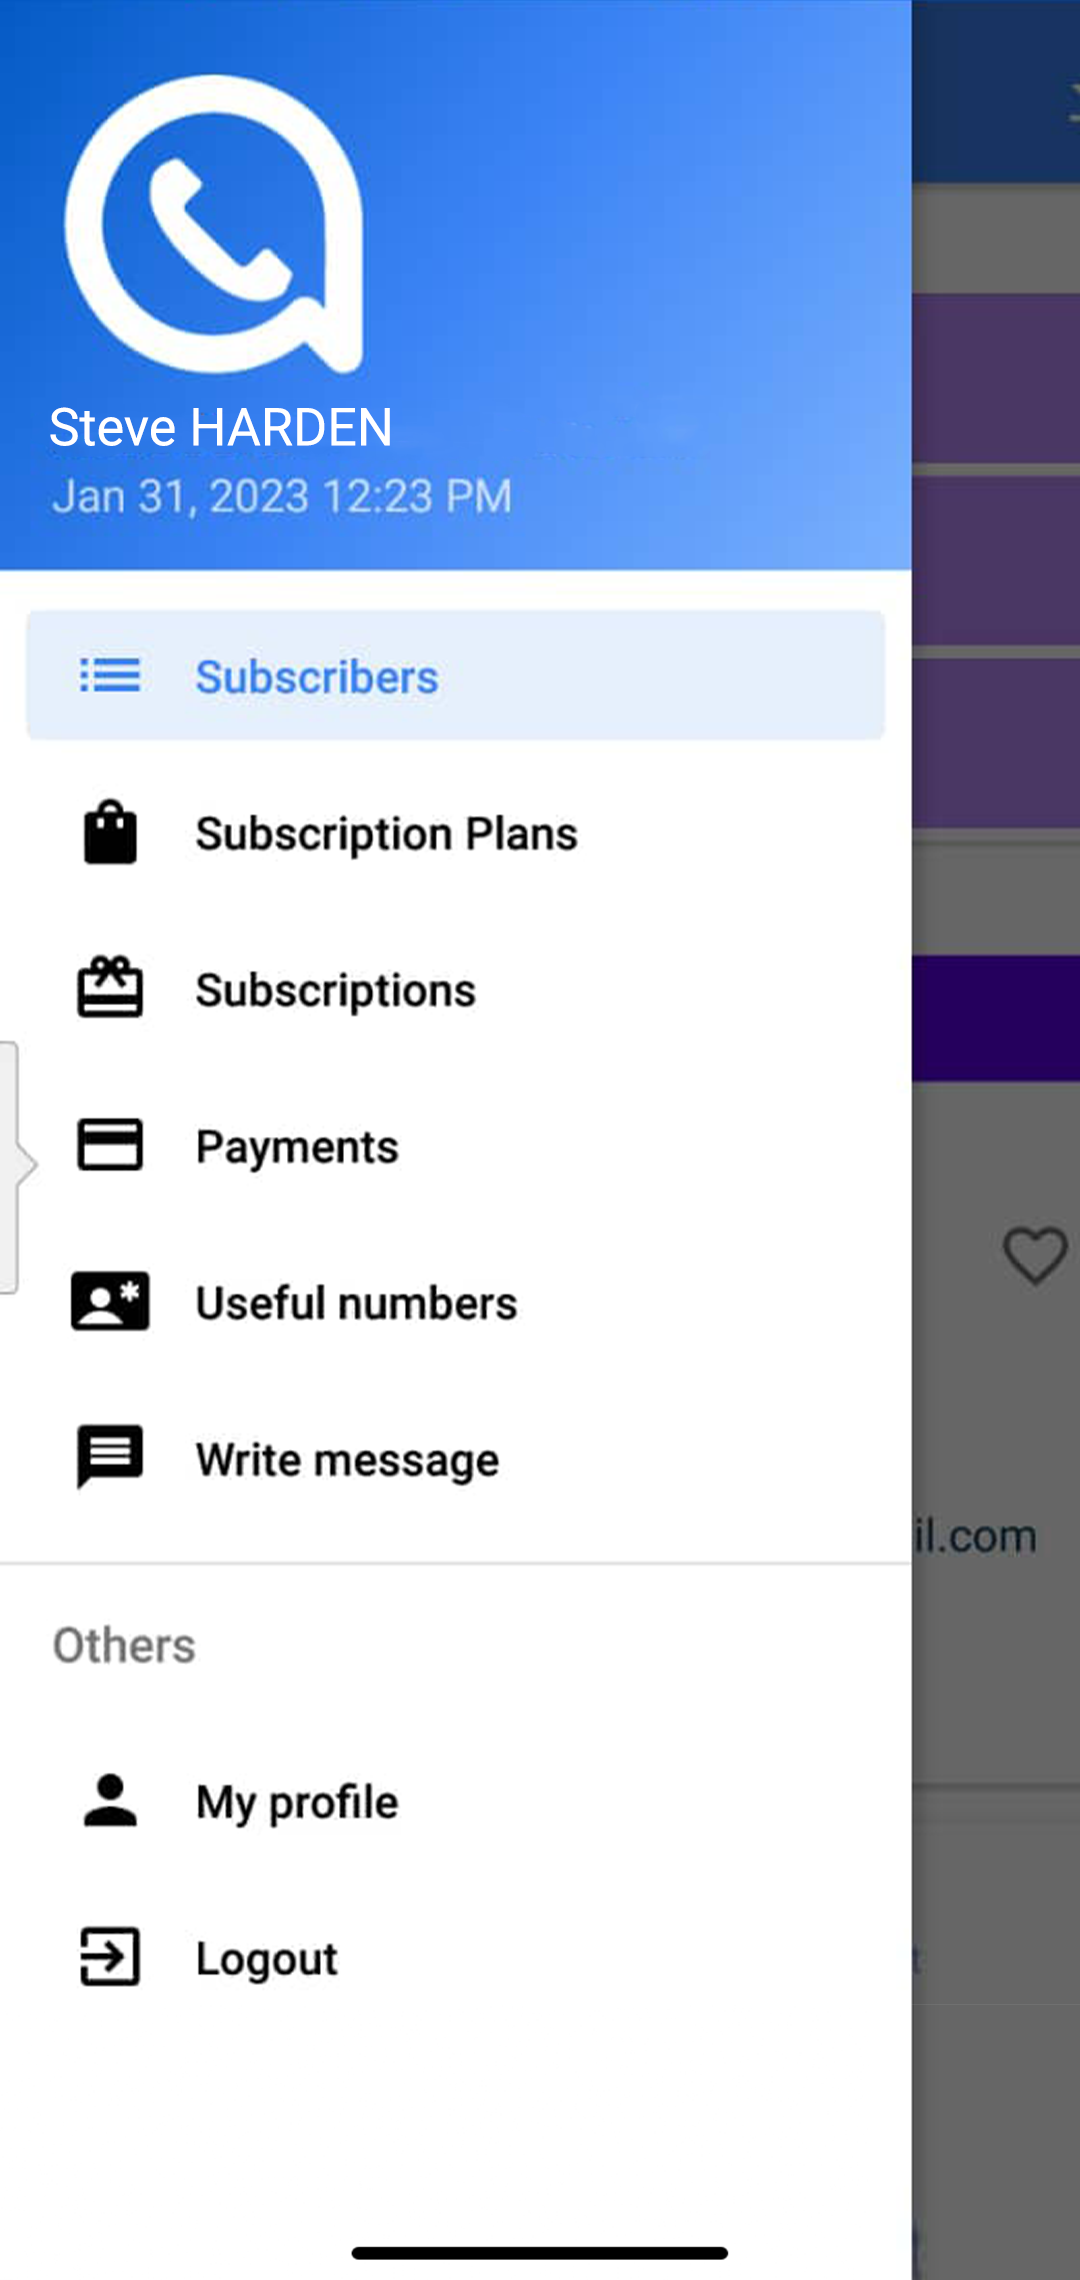 Steve HARDEN
Jan 31, 2023 12:23 PM
Subscribers
Subscription Plans
Subscriptions
Payments
Useful numbers
Write message
il.com
Others
My profile
Logout